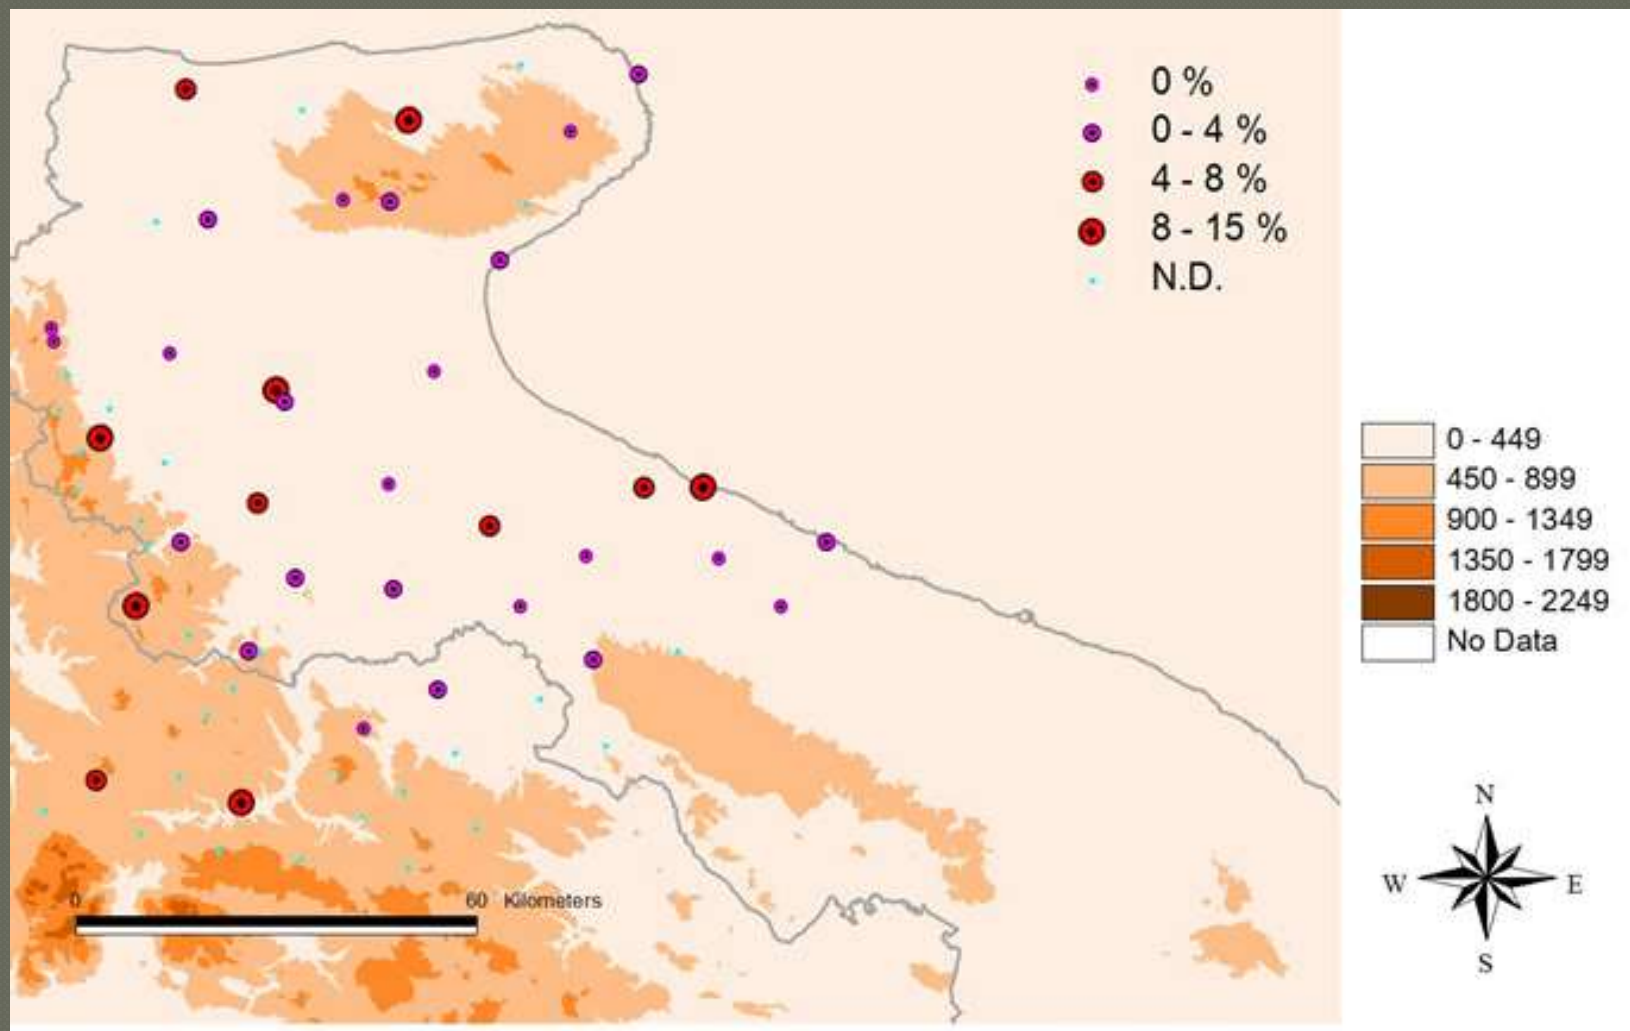 0 %
0 - 4 %
4 - 8 %
8 - 15 %
N.D.
0 - 449
450 - 899
900 - 1349
1350 - 1799
1800 - 2249
No Data
N
W E
S
0 60 Kilometers